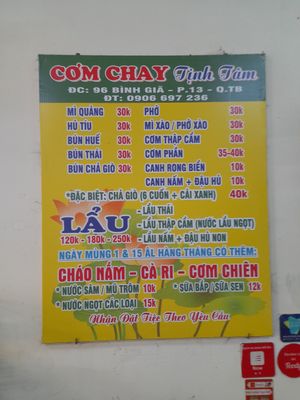 CƠM CHAY Tịnh Tâm
ĐC: 96 BÌNH GIÃ - P.13 - Q.TB
ĐT: 0906 697 236
MÌ QUẢNG 30k
HỦ TÍU 30k
BÚN HUẾ 30k
BÚN THÁI 30k
BÚN CHẢ GIÒ 30k
PHỞ 30k
MÌ XÀO / PHỞ XÀO 30k
CƠM THẬP CẨM 30k
CƠM PHẦN 35-40k
CANH RONG BIỂN 10k
CANH NẤM + ĐẬU HỦ 10k
*ĐẶC BIỆT: CHẢ GIÒ (6 CUỐN + CẢI XANH) 40k
LẨU
120k - 180k - 250k
- LẨU THÁI
- LẨU THẬP CẨM (NƯỚC LẨU NGỌT)
- LẨU NẤM + ĐẬU HỦ NON
NGÀY MÙNG 1 & 15 ÂL HÀNG THÁNG CÓ THÊM:
CHÁO NẤM - CÀ RI - CƠM CHIÊN
* NƯỚC SÂM / MỦ TRÔM 10k
* NƯỚC NGỌT CÁC LOẠI 15k
* SỮA BẮP / SỮA SEN 12k
Nhận Đặt Tiệc Theo Yêu Cầu
Now